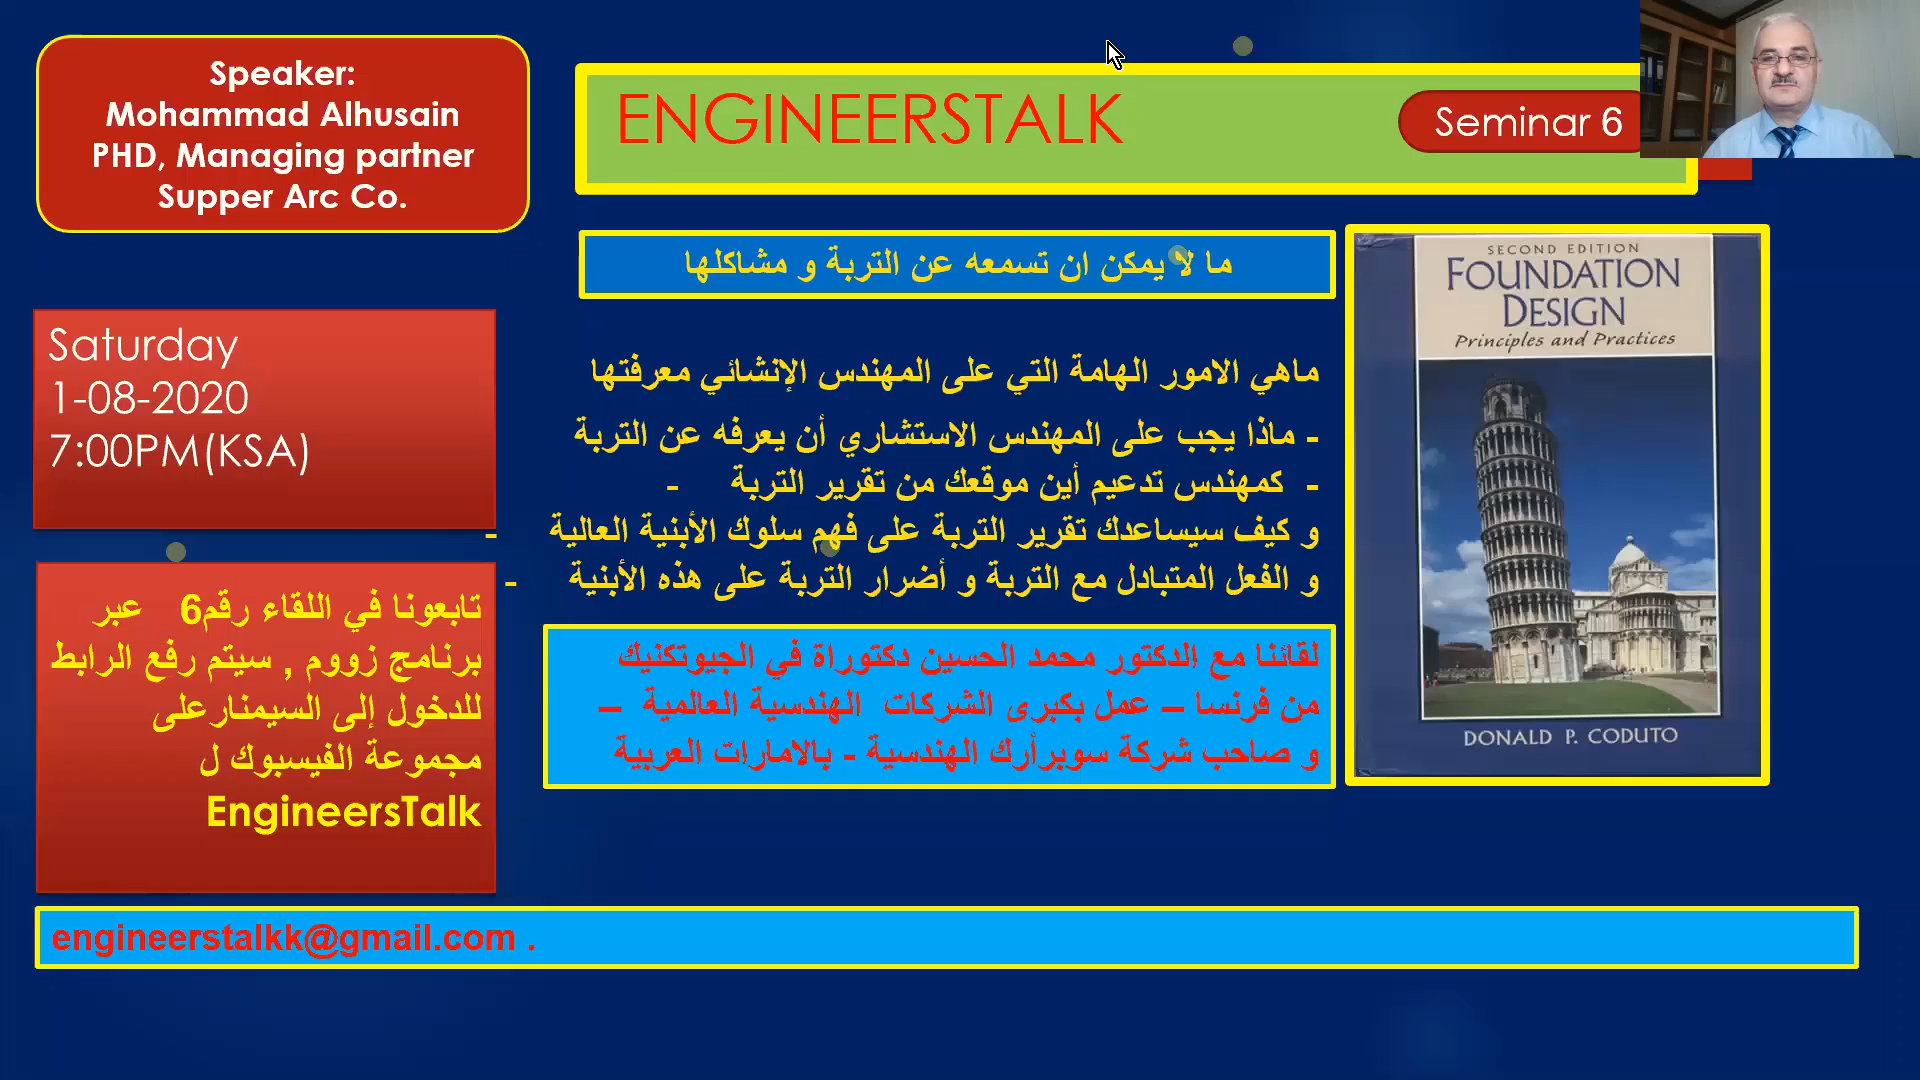 Speaker:
Mohammad Alhusain
PHD, Managing partner
Supper Arc Co.
ENGINEERSTALK
Seminar 6
ما لا يمكن ان تسمعه عن التربة و مشاكلها
Saturday
1-08-2020
7:00PM(KSA)
ماهي الامور الهامة التي على المهندس الإنشائي معرفتها
- ماذا يجب على المهندس الاستشاري أن يعرفه عن التربة
- كمهندس تدعيم أين موقعك من تقرير التربة -
و كيف سيساعدك تقرير التربة على فهم سلوك الأبنية العالية -
و الفعل المتبادل مع التربة و أضرار التربة على هذه الأبنية -
تابعونا في اللقاء رقم6 عبر
برنامج زووم , سيتم رفع الرابط
للدخول إلى السيمنارعلى
مجموعة الفيسبوك ل
EngineersTalk
لقائنا مع الدكتور محمد الحسين دكتوراة في الجيوتكنيك
من فرنسا – عمل بكبرى الشركات الهندسية العالمية –
و صاحب شركة سوبرأرك الهندسية - بالامارات العربية
SECOND EDITION
FOUNDATION
DESIGN
Principles and Practices
DONALD P. CODUTO
engineerstalkk@gmail.com .